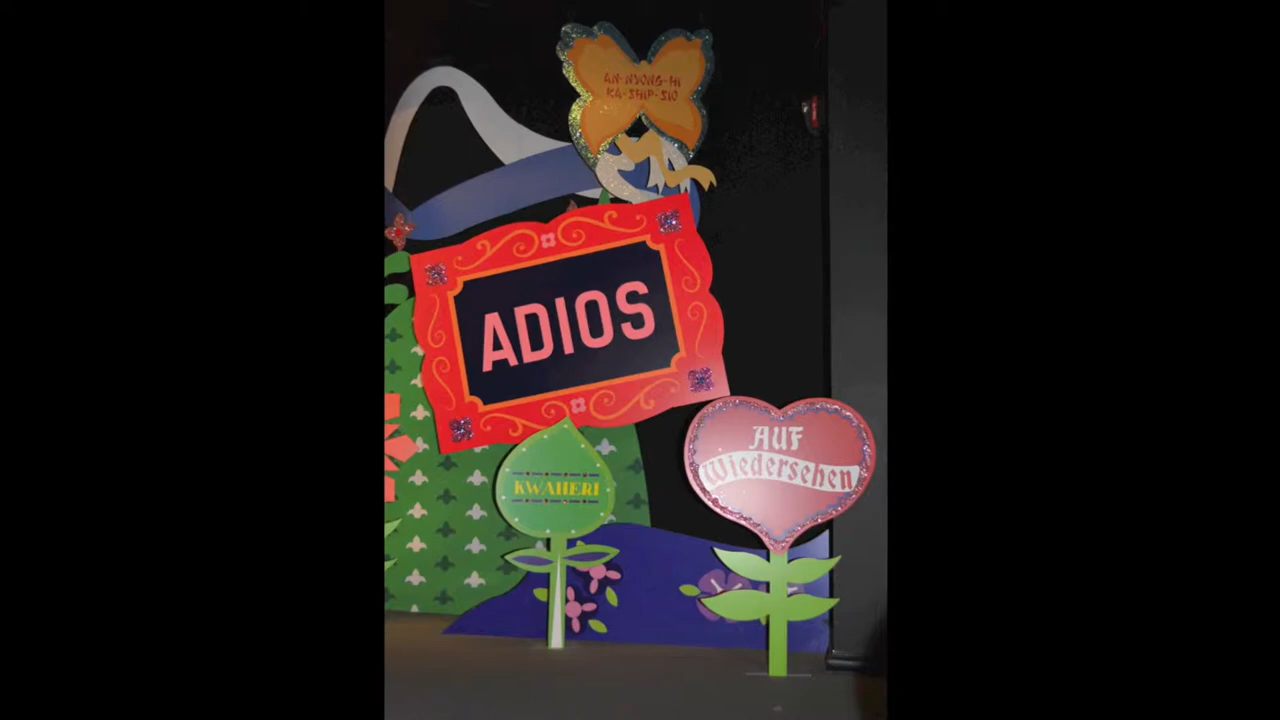 AN-NYONG-HI
KA-SHIP-SIO
ADIOS
KWAHERI
AUF
Wiedersehen